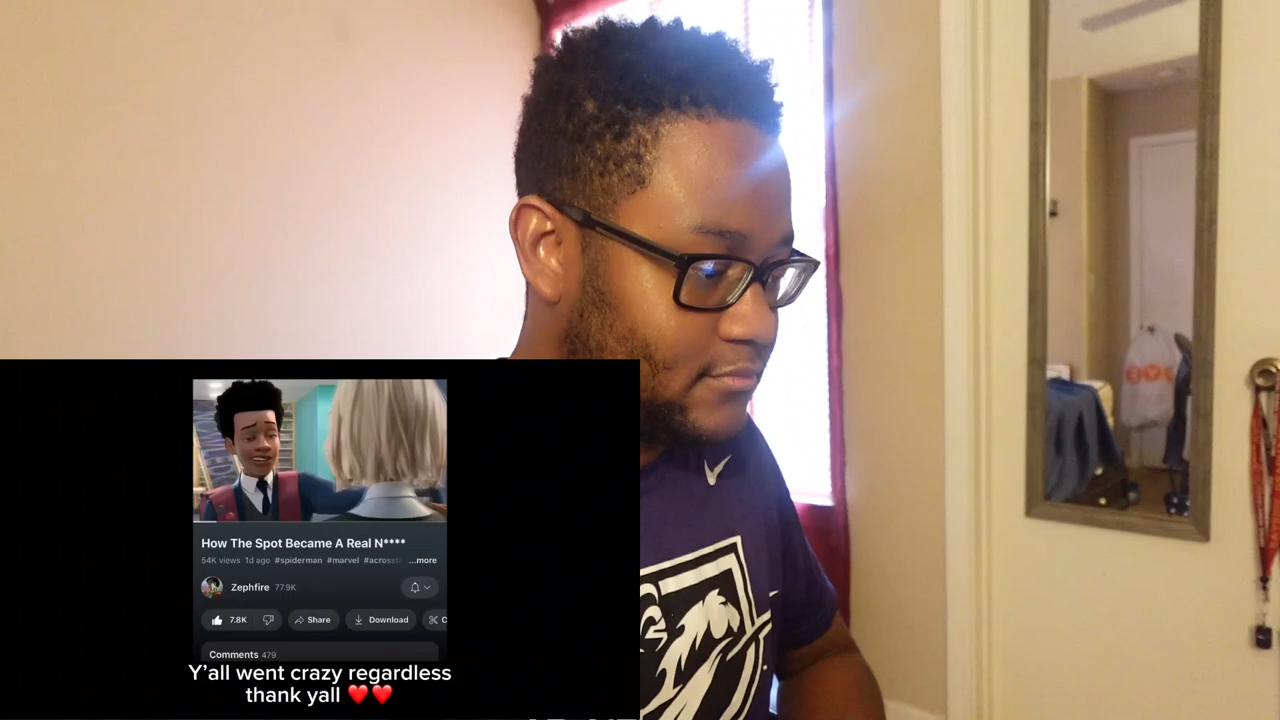 How The Spot Became A Real N****
54K views 1d ago #spiderman #marvel ...more
Zephfire 77.9K
7.8K Share Download
Comments 479
Y’all went crazy regardless
thank yall ❤️❤️